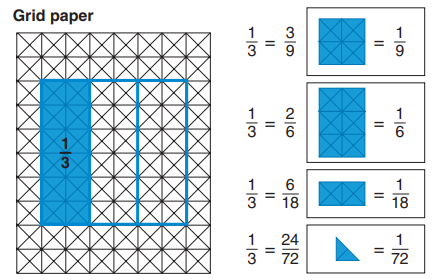 Grid paper
1/3
1/3 = 3/9
= 1/9
1/3 = 2/6
= 1/6
1/3 = 6/18
= 1/18
1/3 = 24/72
= 1/72